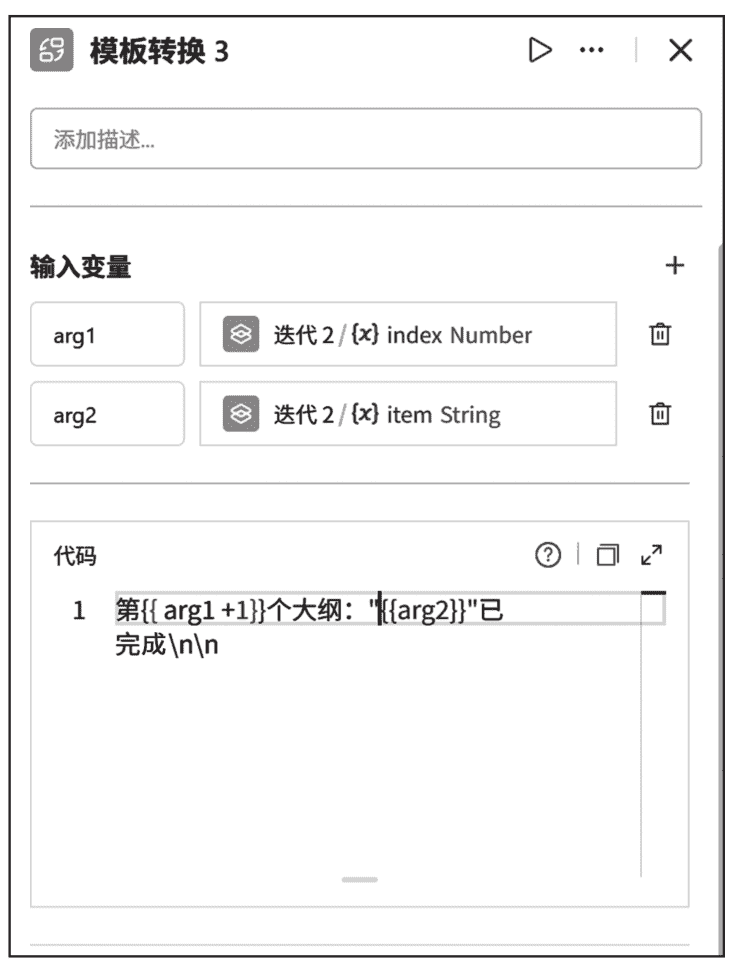 模板转换 3
添加描述...
输入变量
arg1 迭代 2 / {x} index Number
arg2 迭代 2 / {x} item String
代码
1 第{{ arg1 +1}}个大纲："{{arg2}}"已
完成\n\n